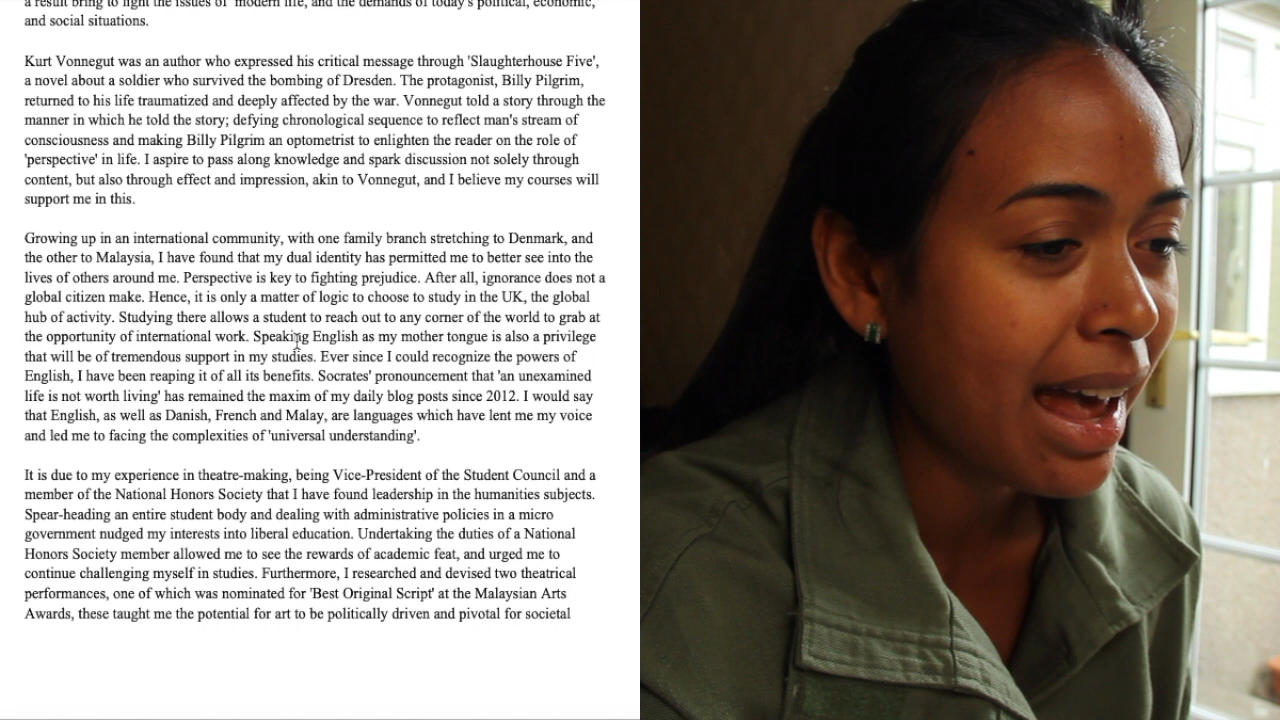 a result bring to light the issues of 'modern life, and the demands of today's political, economic,
and social situations.
Kurt Vonnegut was an author who expressed his critical message through 'Slaughterhouse Five',
a novel about a soldier who survived the bombing of Dresden. The protagonist, Billy Pilgrim,
returned to his life traumatized and deeply affected by the war. Vonnegut told a story through the
manner in which he told the story; defying chronological sequence to reflect man's stream of
consciousness and making Billy Pilgrim an optometrist to enlighten the reader on the role of
'perspective' in life. I aspire to pass along knowledge and spark discussion not solely through
content, but also through effect and impression, akin to Vonnegut, and I believe my courses will
support me in this.
Growing up in an international community, with one family branch stretching to Denmark, and
the other to Malaysia, I have found that my dual identity has permitted me to better see into the
lives of others around me. Perspective is key to fighting prejudice. After all, ignorance does not a
global citizen make. Hence, it is only a matter of logic to choose to study in the UK, the global
hub of activity. Studying there allows a student to reach out to any corner of the world to grab at
the opportunity of international work. Speaking English as my mother tongue is also a privilege
that will be of tremendous support in my studies. Ever since I could recognize the powers of
English, I have been reaping it of all its benefits. Socrates' pronouncement that 'an unexamined
life is not worth living' has remained the maxim of my daily blog posts since 2012. I would say
that English, as well as Danish, French and Malay, are languages which have lent me my voice
and led me to facing the complexities of 'universal understanding'.
It is due to my experience in theatre-making, being Vice-President of the Student Council and a
member of the National Honors Society that I have found leadership in the humanities subjects.
Spear-heading an entire student body and dealing with administrative policies in a micro
government nudged my interests into liberal education. Undertaking the duties of a National
Honors Society member allowed me to see the rewards of academic feat, and urged me to
continue challenging myself in studies. Furthermore, I researched and devised two theatrical
performances, one of which was nominated for 'Best Original Script' at the Malaysian Arts
Awards, these taught me the potential for art to be politically driven and pivotal for societal